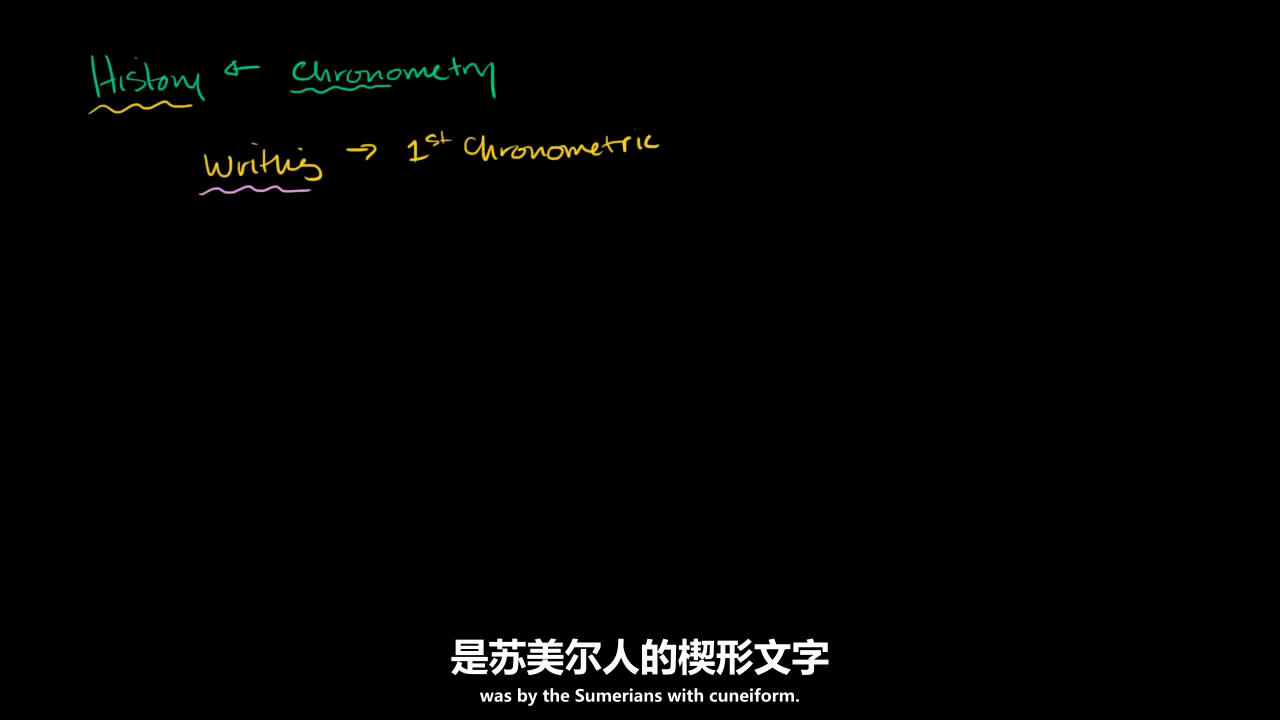 History ← Chronometry
Writing → 1st Chronometric
是苏美尔人的楔形文字
was by the Sumerians with cuneiform.